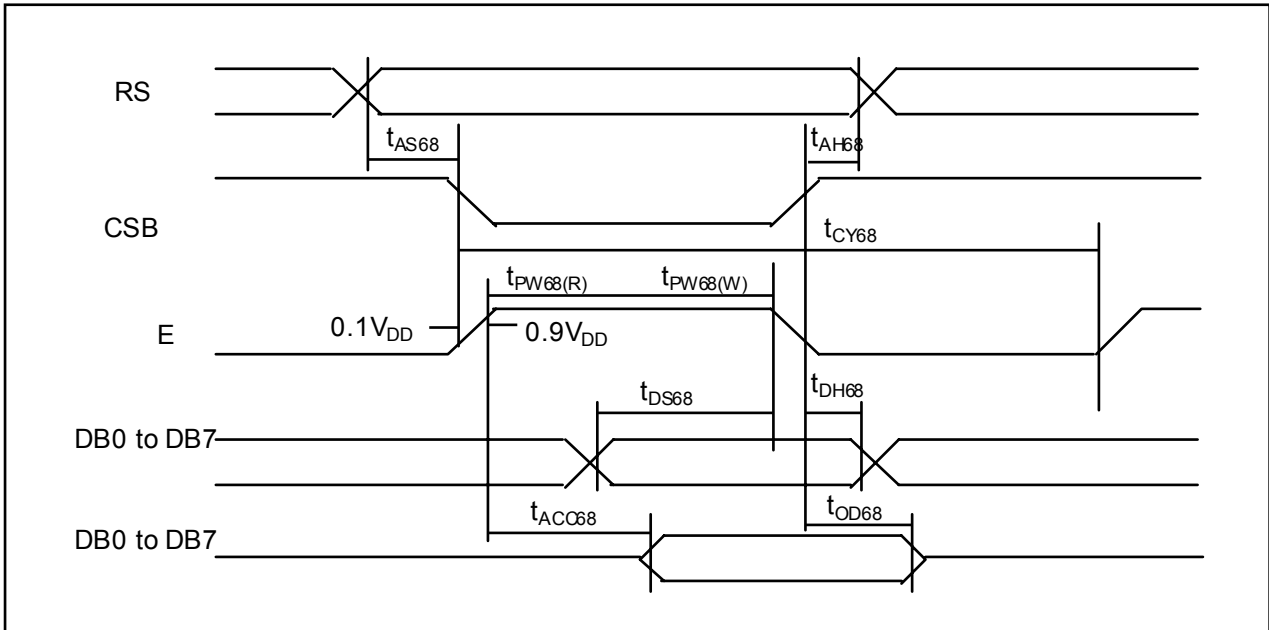 RS
tAS68
tAH68
CSB
tCY68
tPW68(R)
tPW68(W)
0.1VDD
0.9VDD
E
tDS68
tDH68
DB0 to DB7
tACC68
tOD68
DB0 to DB7